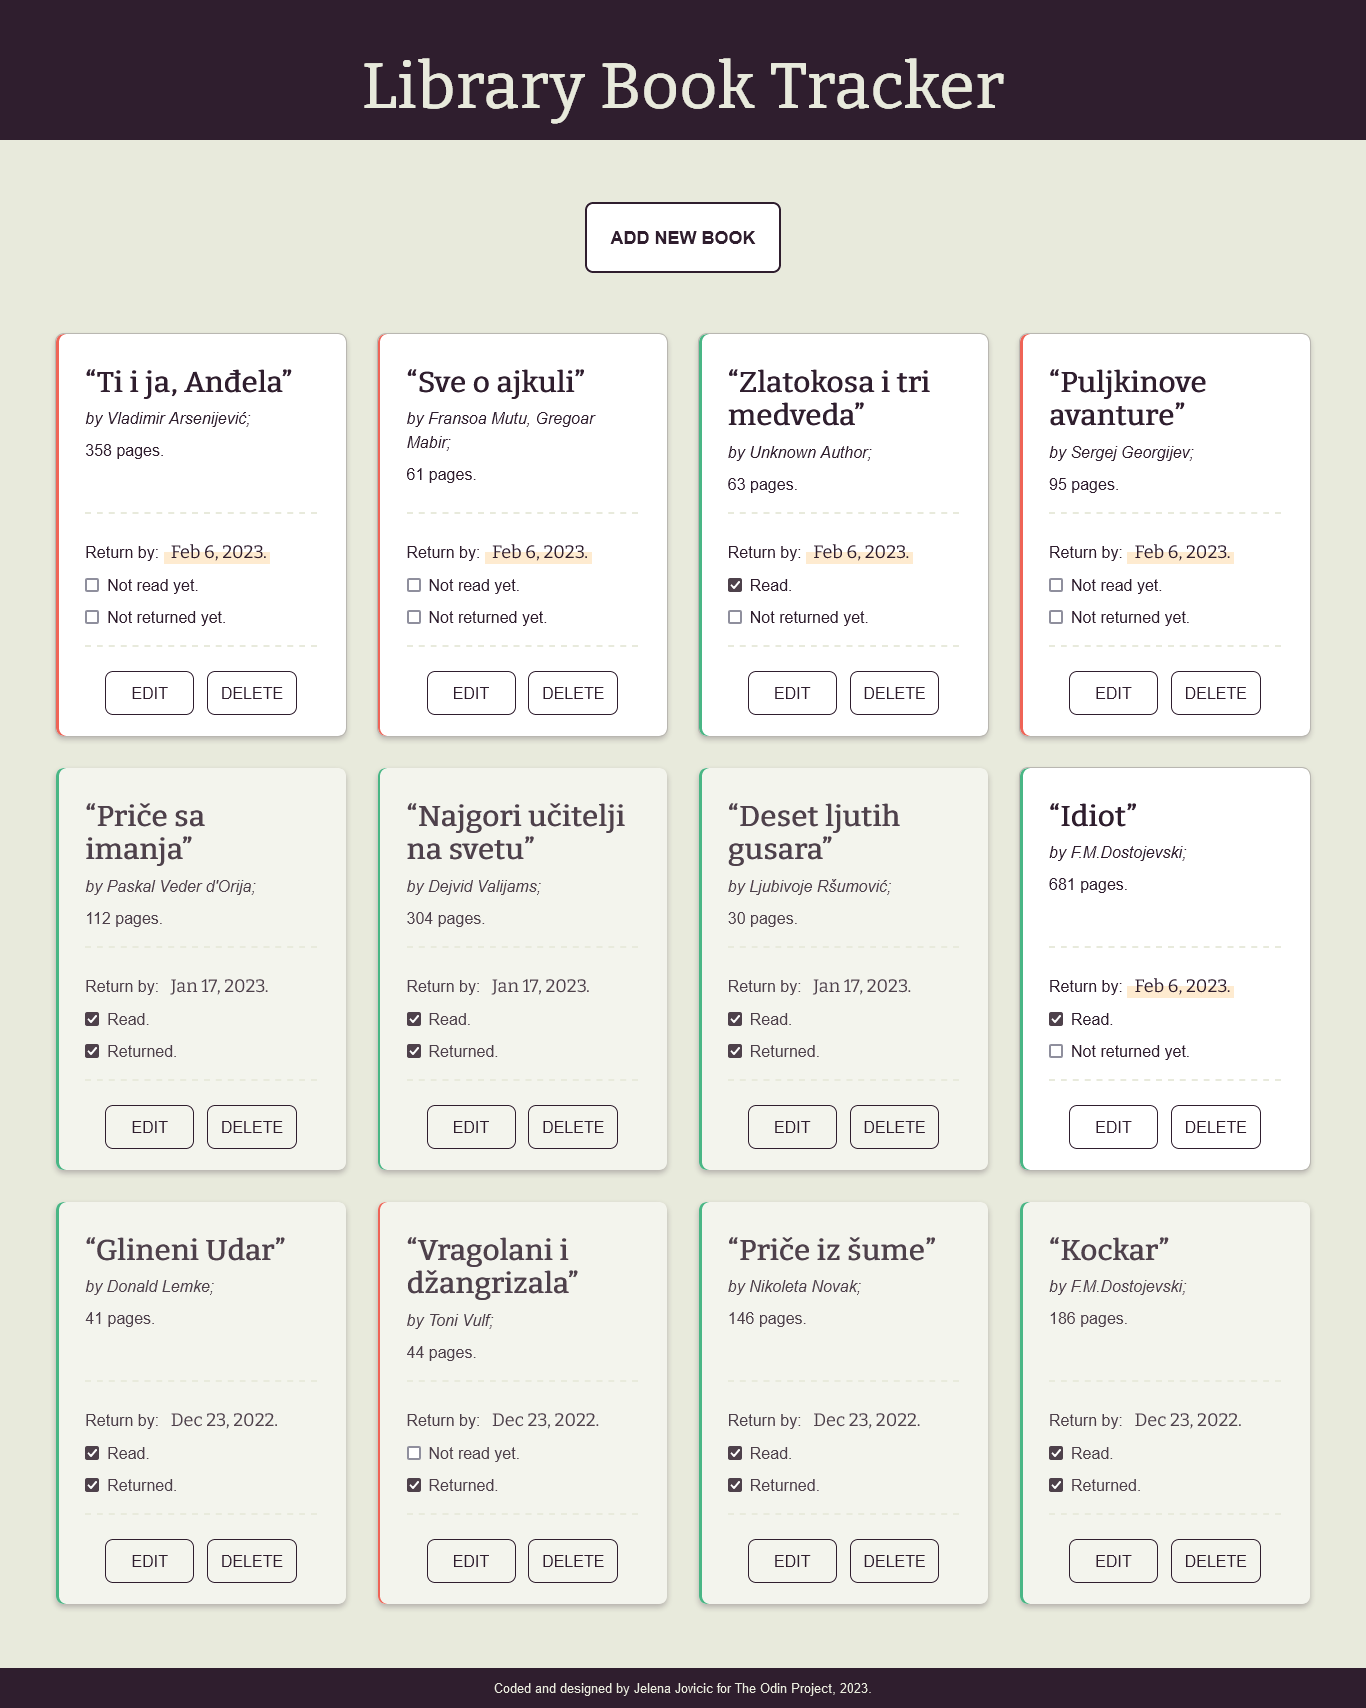 Library Book Tracker
ADD NEW BOOK
“Ti i ja, Anđela”
by Vladimir Arsenijević;
358 pages.
Return by: Feb 6, 2023.
Not read yet.
Not returned yet.
EDIT DELETE
“Sve o ajkuli”
by Fransoa Mutu, Gregoar
Mabir;
61 pages.
Return by: Feb 6, 2023.
Not read yet.
Not returned yet.
EDIT DELETE
“Zlatokosa i tri
medveda”
by Unknown Author;
63 pages.
Return by: Feb 6, 2023.
Read.
Not returned yet.
EDIT DELETE
“Puljkinove
avanture”
by Sergej Georgijev;
95 pages.
Return by: Feb 6, 2023.
Not read yet.
Not returned yet.
EDIT DELETE
“Priče sa
imanja”
by Paskal Veder d'Orija;
112 pages.
Return by: Jan 17, 2023.
Read.
Returned.
EDIT DELETE
“Najgori učitelji
na svetu”
by Dejvid Valijams;
304 pages.
Return by: Jan 17, 2023.
Read.
Returned.
EDIT DELETE
“Deset ljutih
gusara”
by Ljubivoje Ršumović;
30 pages.
Return by: Jan 17, 2023.
Read.
Returned.
EDIT DELETE
“Idiot”
by F.M.Dostojevski;
681 pages.
Return by: Feb 6, 2023.
Read.
Not returned yet.
EDIT DELETE
“Glineni Udar”
by Donald Lemke;
41 pages.
Return by: Dec 23, 2022.
Read.
Returned.
EDIT DELETE
“Vragolani i
džangrizala”
by Toni Vulf;
44 pages.
Return by: Dec 23, 2022.
Not read yet.
Returned.
EDIT DELETE
“Priče iz šume”
by Nikoleta Novak;
146 pages.
Return by: Dec 23, 2022.
Read.
Returned.
EDIT DELETE
“Kockar”
by F.M.Dostojevski;
186 pages.
Return by: Dec 23, 2022.
Read.
Returned.
EDIT DELETE
Coded and designed by Jelena Jovicic for The Odin Project, 2023.